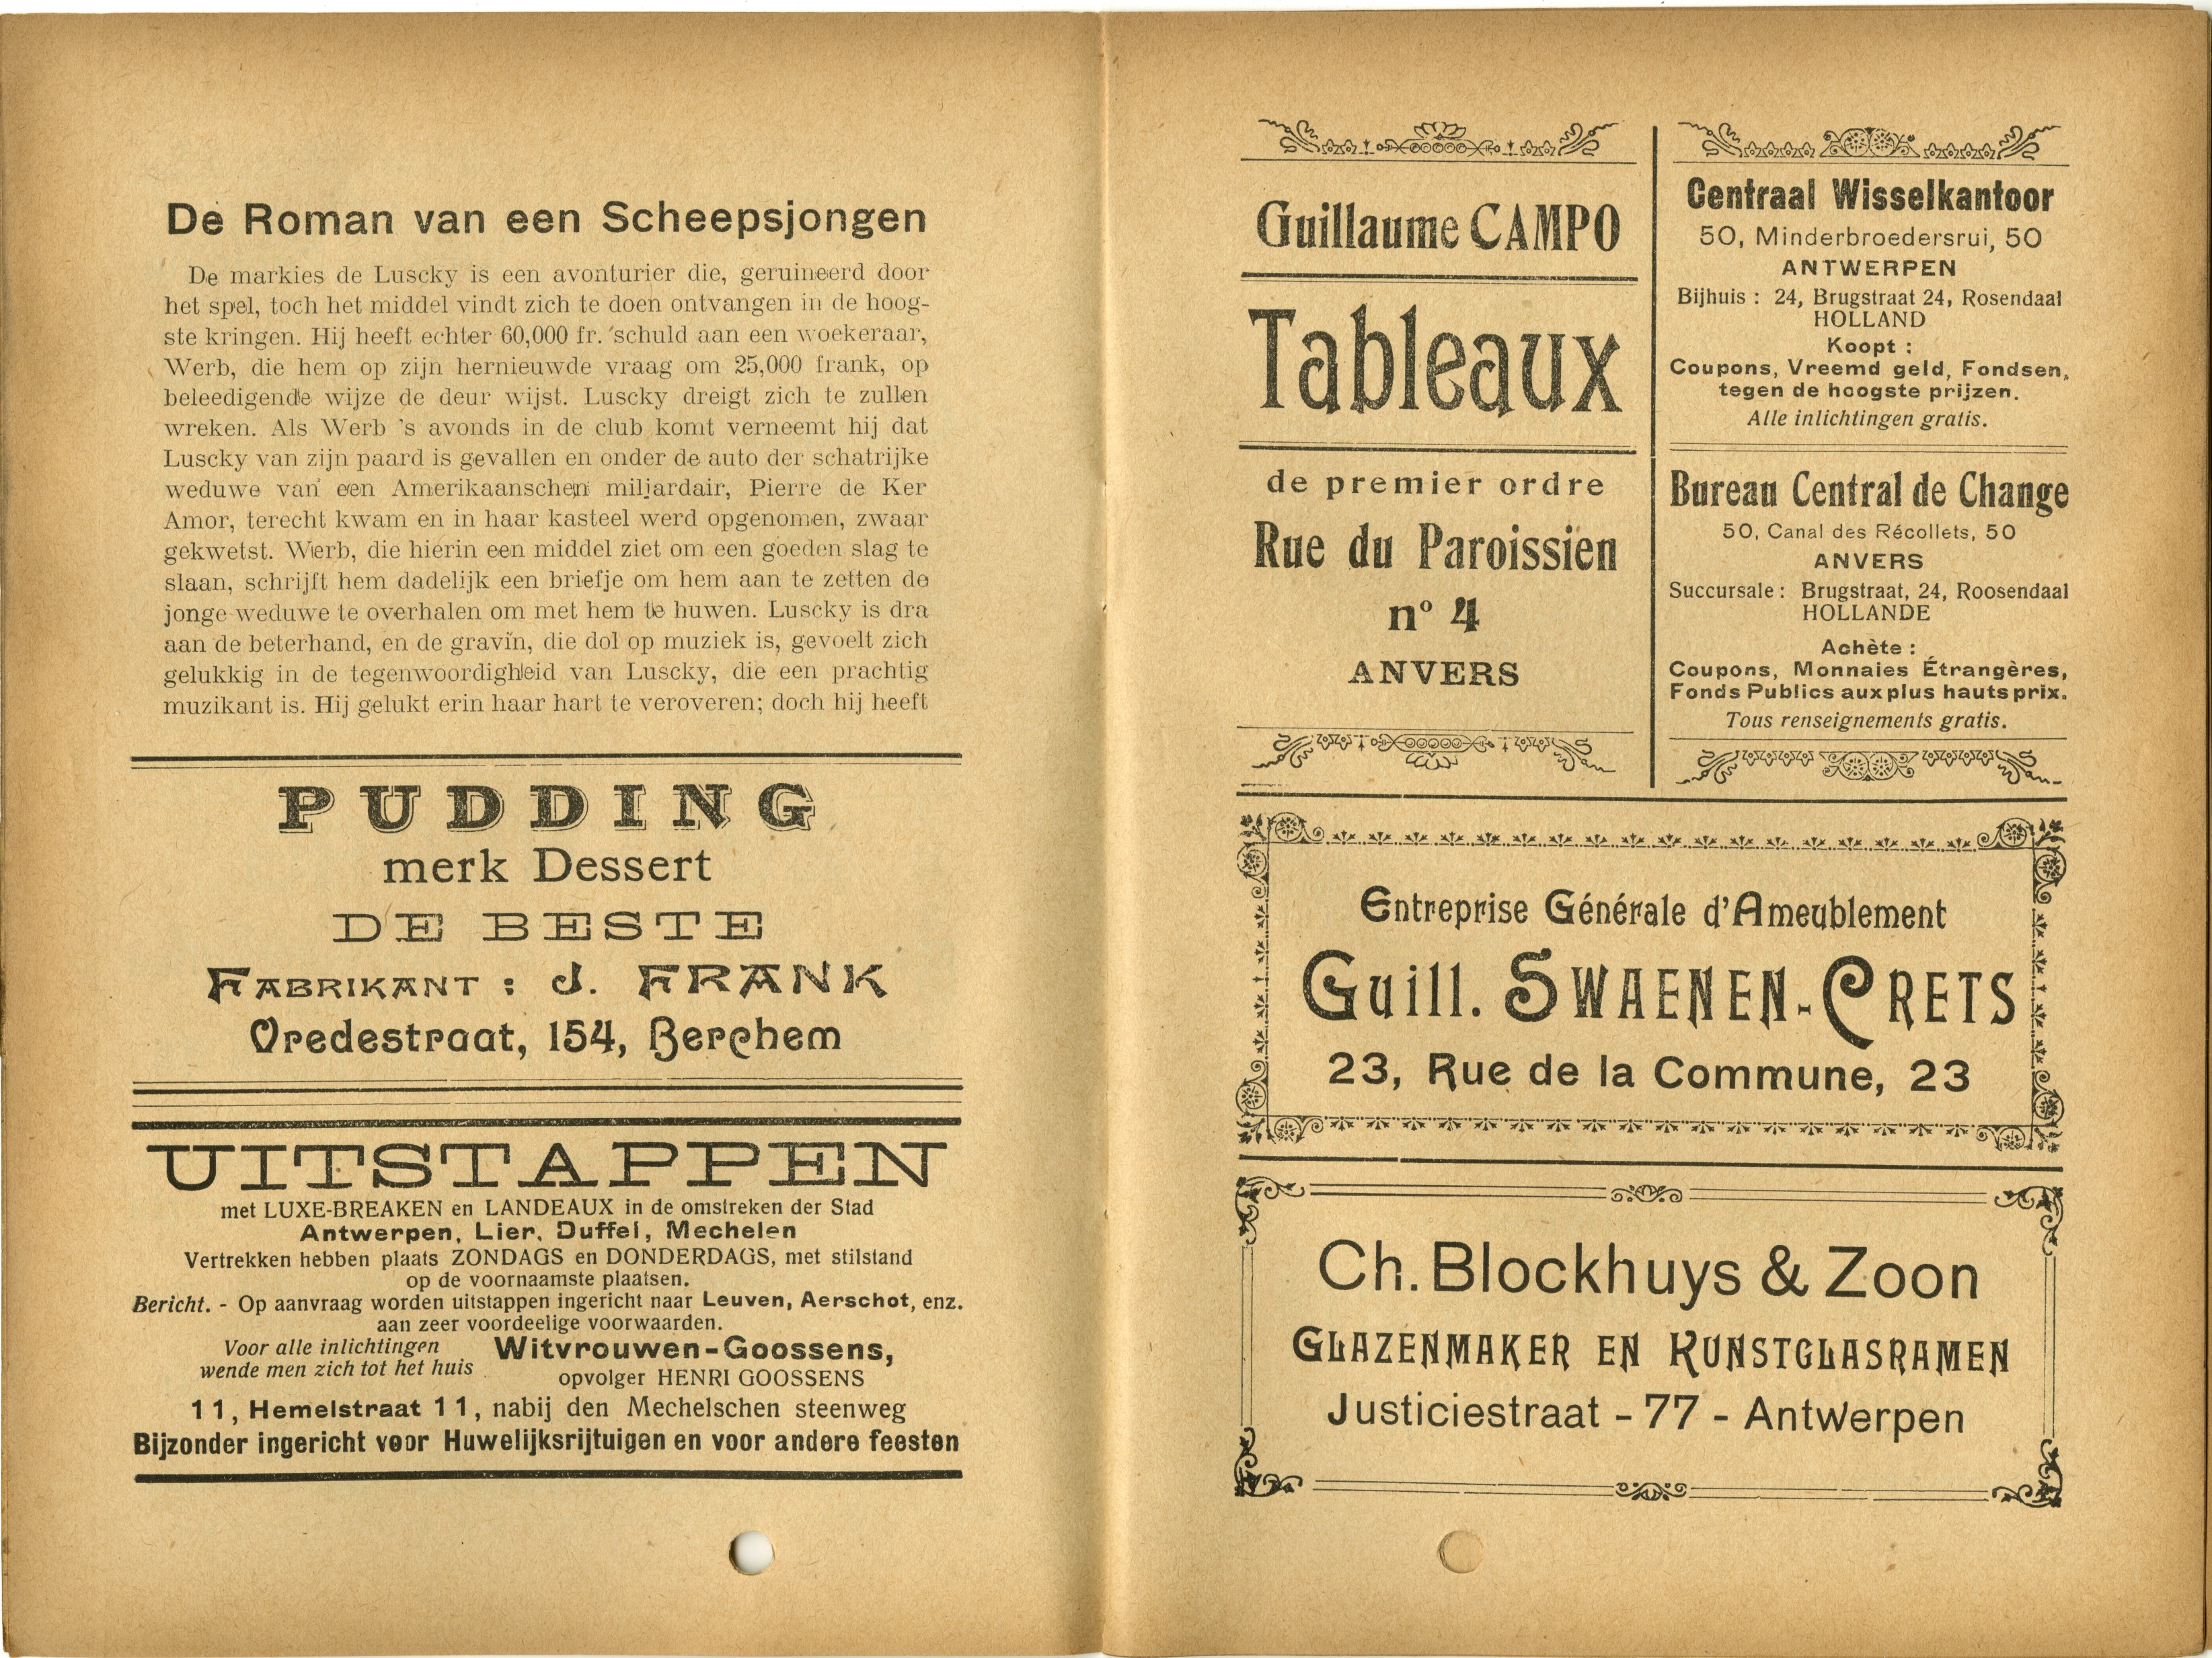 De Roman van een Scheepsjongen
De markies de Luscky is een avonturier die, geruineerd door
het spel, toch het middel vindt zich te doen ontvangen in de hoog-
ste kringen. Hij heeft echter 60,000 fr. 'schuld aan een woekeraar,
Werb, die hem op zijn hernieuwde vraag om 25,000 frank, op
beleedigende wijze de deur wijst. Luscky dreigt zich te zullen
wreken. Als Werb 's avonds in de club komt verneemt hij dat
Luscky van zijn paard is gevallen en onder de auto der schatrijke
weduwe van een Amerikaanschen miljardair, Pierre de Ker
Amor, terecht kwam en in haar kasteel werd opgenomen, zwaar
gekwetst. Werb, die hierin een middel ziet om een goeden slag te
slaan, schrijft hem dadelijk een briefje om hem aan te zetten de
jonge weduwe te overhalen om met hem te huwen. Luscky is dra
aan de beterhand, en de gravin, die dol op muziek is, gevoelt zich
gelukkig in de tegenwoordigheid van Luscky, die een prachtig
muzikant is. Hij gelukt erin haar hart te veroveren; doch hij heeft
PUDDING
merk Dessert
DE BESTE
FABRIKANT : J. FRANK
Vredestraat, 154, Berchem
UITSTAPPEN
met LUXE-BREAKEN en LANDEAUX in de omstreken der Stad
Antwerpen, Lier, Duffel, Mechelen
Vertrekken hebben plaats ZONDAGS en DONDERDAGS, met stilstand
op de voornaamste plaatsen.
Bericht. - Op aanvraag worden uitstappen ingericht naar Leuven, Aerschot, enz.
aan zeer voordeelige voorwaarden.
Voor alle inlichtingen
wende men zich tot het huis
Witvrouwen-Goossens,
opvolger HENRI GOOSSENS
11, Hemelstraat 11, nabij den Mechelschen steenweg
Bijzonder ingericht voor Huwelijksrijtuigen en voor andere feesten
Guillaume CAMPO
Tableaux
de premier ordre
Rue du Paroissien
n° 4
ANVERS
Centraal Wisselkantoor
50, Minderbroedersrui, 50
ANTWERPEN
Bijhuis : 24, Brugstraat 24, Rosendaal
HOLLAND
Koopt :
Coupons, Vreemd geld, Fondsen,
tegen de hoogste prijzen.
Alle inlichtingen gratis.
Bureau Central de Change
50, Canal des Récollets, 50
ANVERS
Succursale : Brugstraat, 24, Roosendaal
HOLLANDE
Achète :
Coupons, Monnaies Étrangères,
Fonds Publics aux plus hauts prix.
Tous renseignements gratis.
Entreprise Générale d'Ameublement
Guill. SWAENEN-CRETS
23, Rue de la Commune, 23
Ch. Blockhuys & Zoon
GLAZENMAKER EN KUNSTGLASRAMEN
Justiciestraat - 77 - Antwerpen